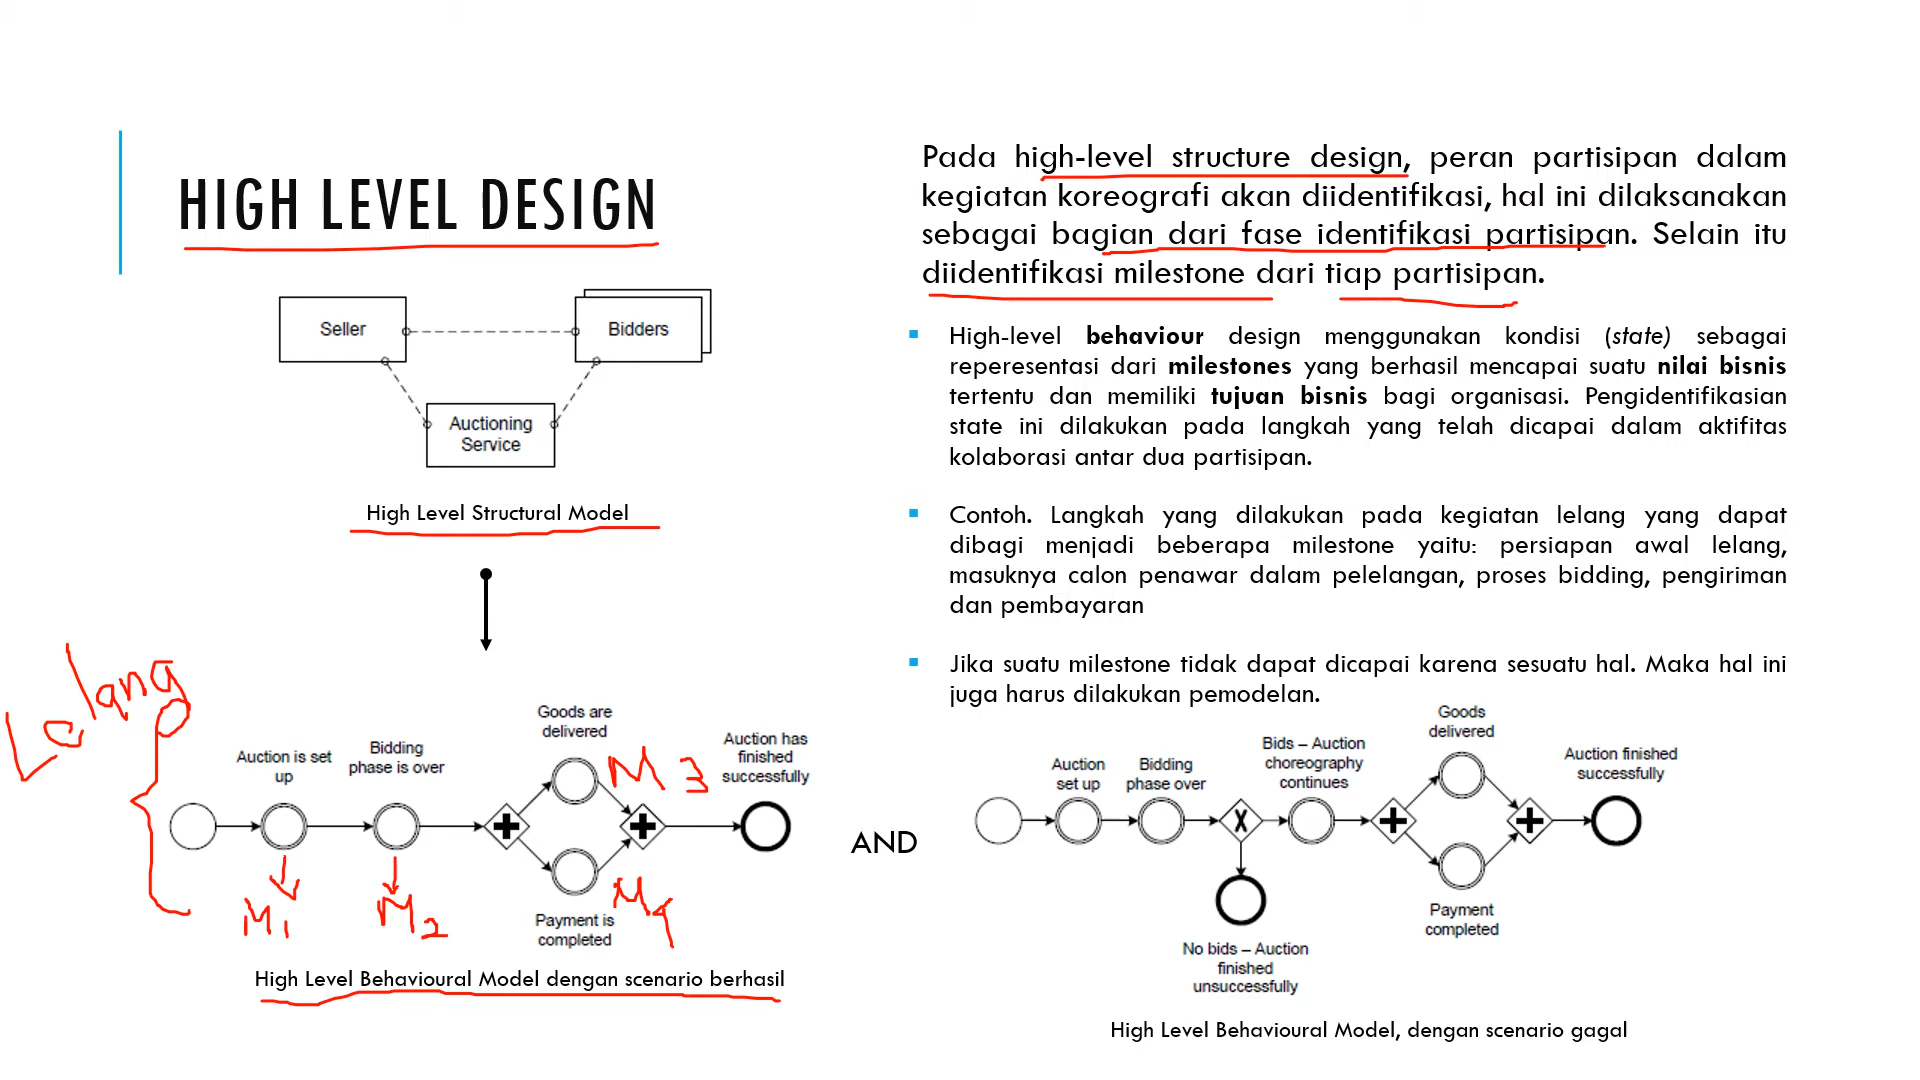 HIGH LEVEL DESIGN
Seller
Bidders
Auctioning
Service
High Level Structural Model
Lelang
Goods are
delivered
Auction is set
up
Bidding
phase is over
M3
Auction has
finished
successfully
M1
M2
M4
Payment is
completed
High Level Behavioural Model dengan scenario berhasil
AND
Pada high-level structure design, peran partisipan dalam
kegiatan koreografi akan diidentifikasi, hal ini dilaksanakan
sebagai bagian dari fase identifikasi partisipan. Selain itu
diidentifikasi milestone dari tiap partisipan.
High-level behaviour design menggunakan kondisi (state) sebagai
reperesentasi dari milestones yang berhasil mencapai suatu nilai bisnis
tertentu dan memiliki tujuan bisnis bagi organisasi. Pengidentifikasian
state ini dilakukan pada langkah yang telah dicapai dalam aktifitas
kolaborasi antar dua partisipan.
Contoh. Langkah yang dilakukan pada kegiatan lelang yang dapat
dibagi menjadi beberapa milestone yaitu: persiapan awal lelang,
masuknya calon penawar dalam pelelangan, proses bidding, pengiriman
dan pembayaran
Jika suatu milestone tidak dapat dicapai karena sesuatu hal. Maka hal ini
juga harus dilakukan pemodelan.
Auction
set up
Bidding
phase over
Bids – Auction
choreography
continues
Goods
delivered
Auction finished
successfully
X
Payment
completed
No bids – Auction
finished
unsuccessfully
High Level Behavioural Model, dengan scenario gagal